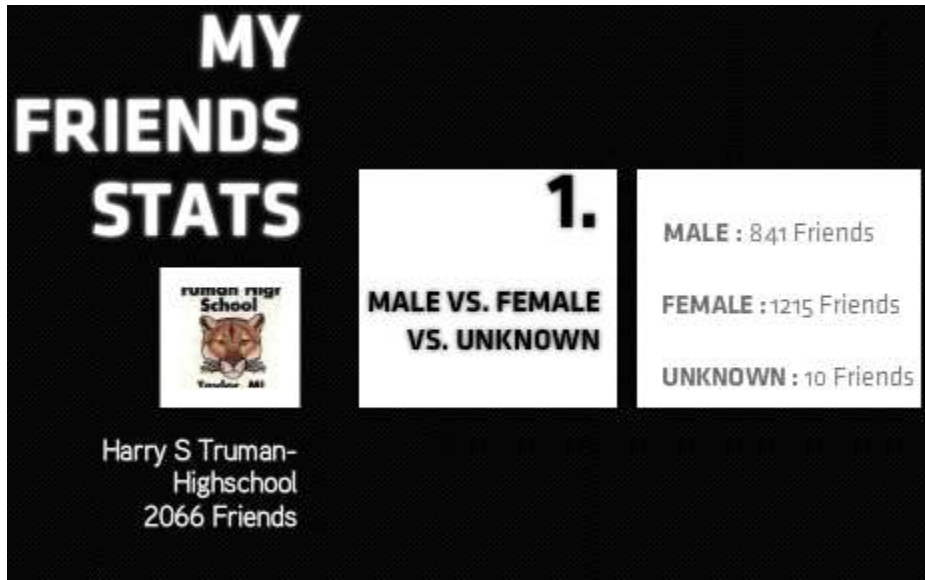 MY
FRIENDS
STATS
School
Harry S Truman-
Highschool
2066 Friends
1.
MALE VS. FEMALE
VS. UNKNOWN
MALE : 841 Friends
FEMALE : 1215 Friends
UNKNOWN : 10 Friends